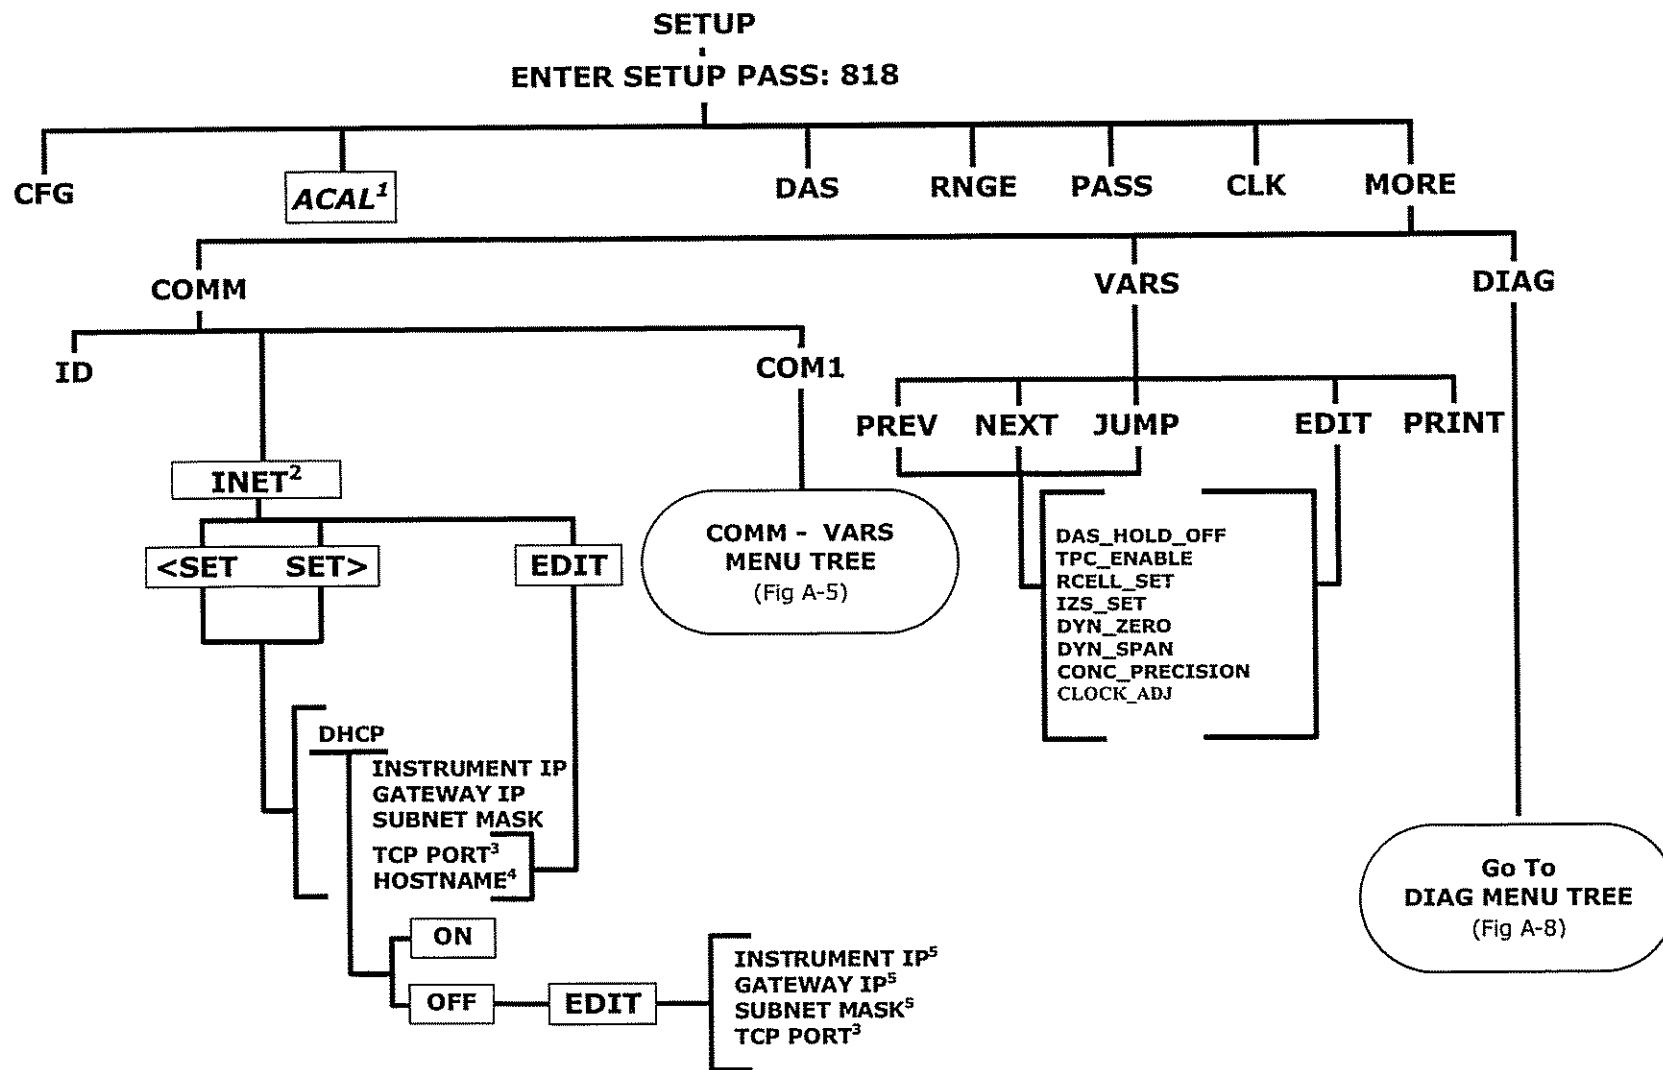 SETUP
ENTER SETUP PASS: 818
CFG
ACAL¹
DAS
RNGE
PASS
CLK
MORE
COMM
VARS
DIAG
ID
COM1
PREV
NEXT
JUMP
EDIT
PRINT
INET²
<SET
SET>
EDIT
COMM - VARS
MENU TREE
(Fig A-5)
DAS_HOLD_OFF
TPC_ENABLE
RCELL_SET
IZS_SET
DYN_ZERO
DYN_SPAN
CONC_PRECISION
CLOCK_ADJ
DHCP
INSTRUMENT IP
GATEWAY IP
SUBNET MASK
TCP PORT³
HOSTNAME⁴
ON
OFF
EDIT
INSTRUMENT IP⁵
GATEWAY IP⁵
SUBNET MASK⁵
TCP PORT³
Go To
DIAG MENU TREE
(Fig A-8)